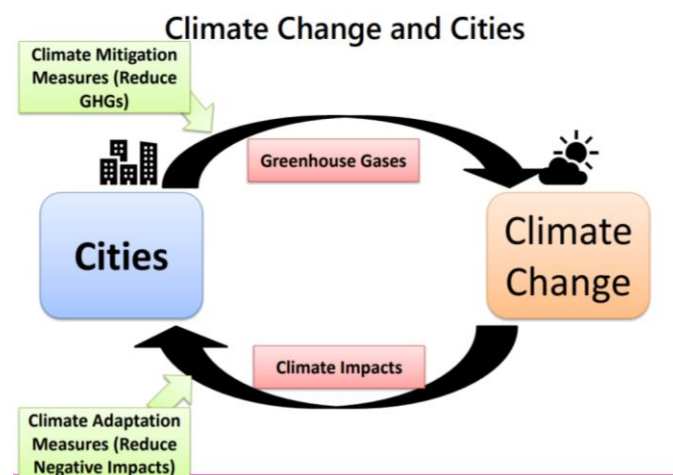 Climate Change and Cities
Climate Mitigation
Measures (Reduce
GHGs)
Greenhouse Gases
Cities
Climate
Change
Climate Impacts
Climate Adaptation
Measures (Reduce
Negative Impacts)